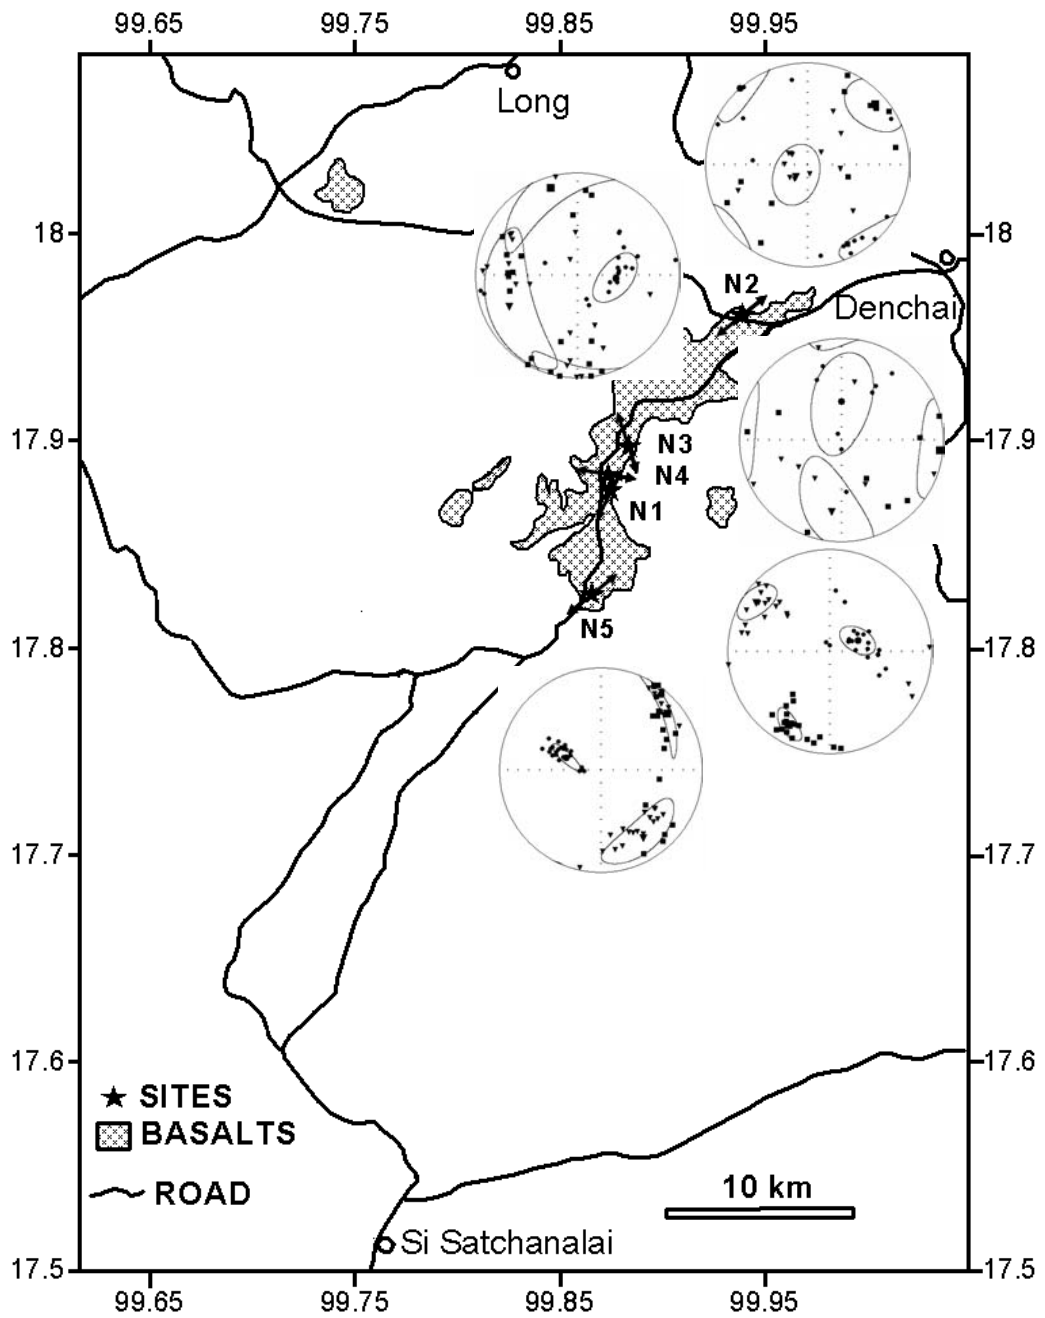 99.65 99.75 99.85 99.95
Long
18 18
N2
Denchai
17.9 17.9
N3
N4
N1
N5
17.8 17.8
17.7 17.7
17.6 17.6
SITES
BASALTS
ROAD
10 km
Si Satchanalai
17.5 17.5
99.65 99.75 99.85 99.95